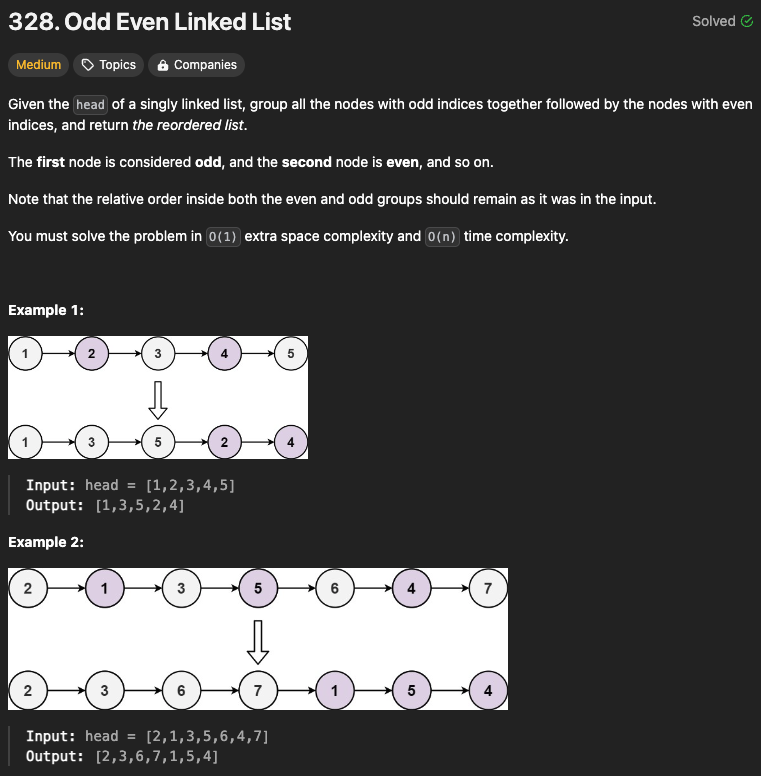 328. Odd Even Linked List
Solved
Medium
Topics
Companies
Given the head of a singly linked list, group all the nodes with odd indices together followed by the nodes with even
indices, and return the reordered list.
The first node is considered odd, and the second node is even, and so on.
Note that the relative order inside both the even and odd groups should remain as it was in the input.
You must solve the problem in O(1) extra space complexity and O(n) time complexity.
Example 1:
1 2 3 4 5
1 3 5 2 4
Input: head = [1,2,3,4,5]
Output: [1,3,5,2,4]
Example 2:
2 1 3 5 6 4 7
2 3 6 7 1 5 4
Input: head = [2,1,3,5,6,4,7]
Output: [2,3,6,7,1,5,4]